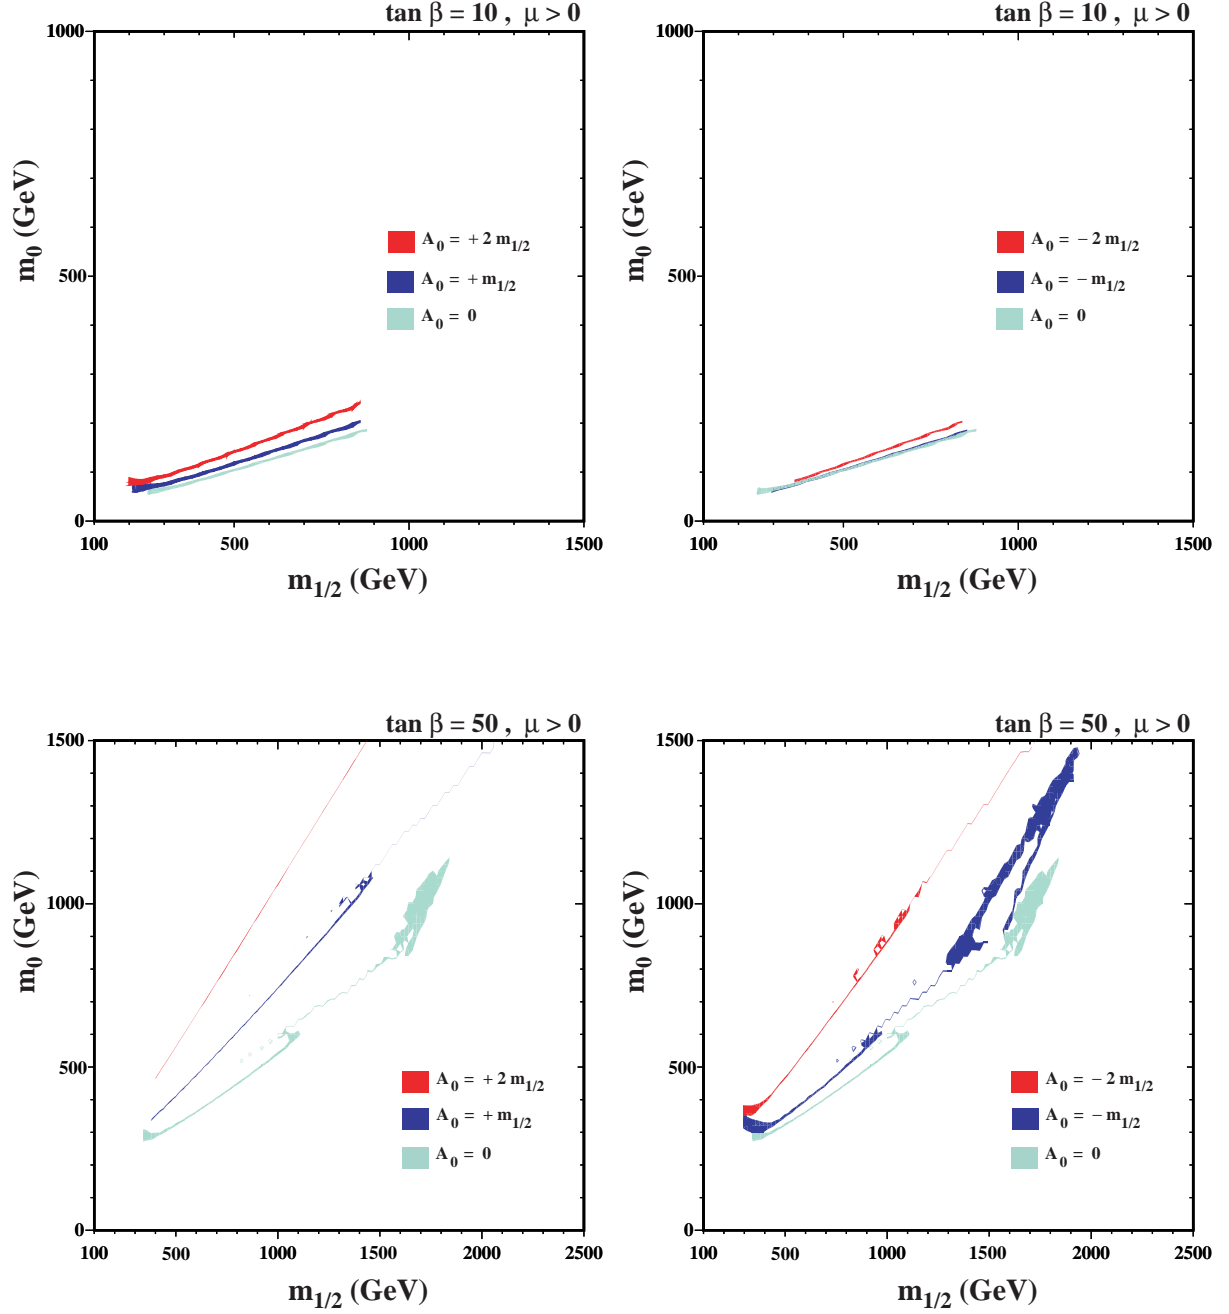 tan β = 10 , μ > 0
1000
500
0
m0 (GeV)
A0 = + 2 m1/2
A0 = + m1/2
A0 = 0
100 500 1000 1500
m1/2 (GeV)
tan β = 10 , μ > 0
1000
500
0
m0 (GeV)
A0 = − 2 m1/2
A0 = − m1/2
A0 = 0
100 500 1000 1500
m1/2 (GeV)
tan β = 50 , μ > 0
1500
1000
500
0
m0 (GeV)
A0 = + 2 m1/2
A0 = + m1/2
A0 = 0
100 500 1000 1500 2000 2500
m1/2 (GeV)
tan β = 50 , μ > 0
1500
1000
500
0
m0 (GeV)
A0 = − 2 m1/2
A0 = − m1/2
A0 = 0
100 500 1000 1500 2000 2500
m1/2 (GeV)